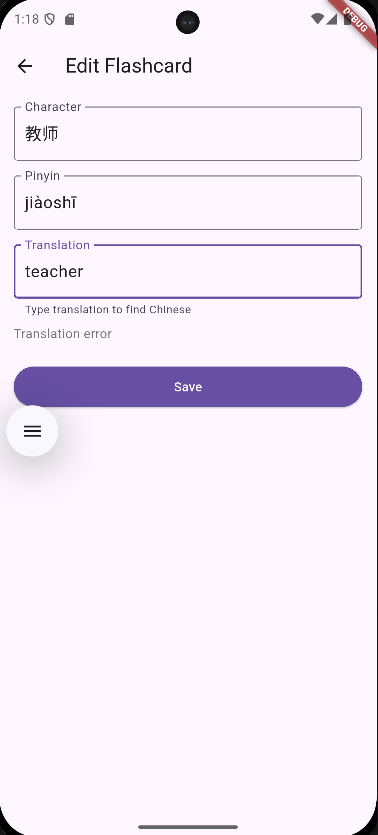 1:18
DEBUG
Edit Flashcard
Character
教师
Pinyin
jiàoshī
Translation
teacher
Type translation to find Chinese
Translation error
Save